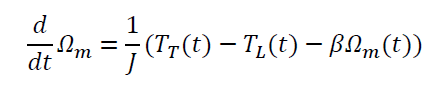 d/dt Ω_m = 1/J (T_T(t) − T_L(t) − βΩ_m(t))